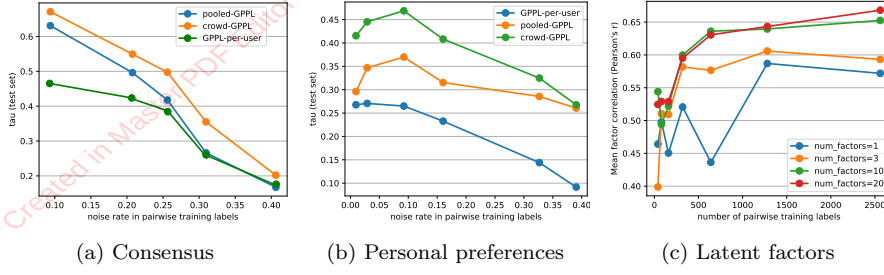 pooled-GPPL
crowd-GPPL
GPPL-per-user
tau (test set)
0.6
0.5
0.4
0.3
0.2
0.10 0.15 0.20 0.25 0.30 0.35 0.40
noise rate in pairwise training labels
(a) Consensus
GPPL-per-user
pooled-GPPL
crowd-GPPL
tau (test set)
0.45
0.40
0.35
0.30
0.25
0.20
0.15
0.10
0.00 0.05 0.10 0.15 0.20 0.25 0.30 0.35 0.40
noise rate in pairwise training labels
(b) Personal preferences
Mean factor correlation (Pearson's r)
0.65
0.60
0.55
0.50
0.45
0.40
num_factors=1
num_factors=3
num_factors=10
num_factors=20
0 500 1000 1500 2000 2500
number of pairwise training labels
(c) Latent factors
Created in Master PDF Editor